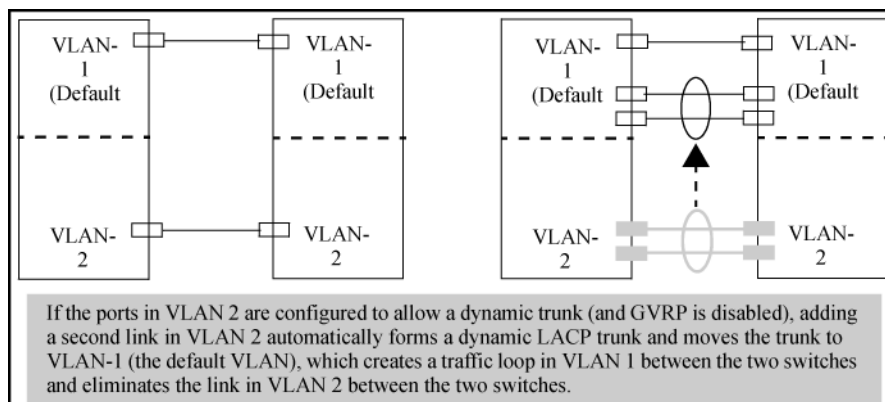 VLAN-
1
(Default
VLAN-
1
(Default
VLAN-
2
VLAN-
2
VLAN-
1
(Default
VLAN-
1
(Default
VLAN-
2
VLAN-
2
If the ports in VLAN 2 are configured to allow a dynamic trunk (and GVRP is disabled), adding
a second link in VLAN 2 automatically forms a dynamic LACP trunk and moves the trunk to
VLAN-1 (the default VLAN), which creates a traffic loop in VLAN 1 between the two switches
and eliminates the link in VLAN 2 between the two switches.